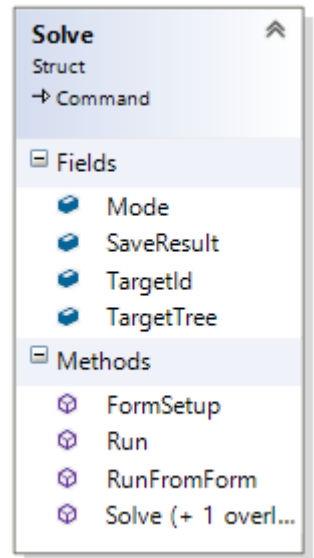 Solve
Struct
Command
Fields
Mode
SaveResult
TargetId
TargetTree
Methods
FormSetup
Run
RunFromForm
Solve (+ 1 overl...